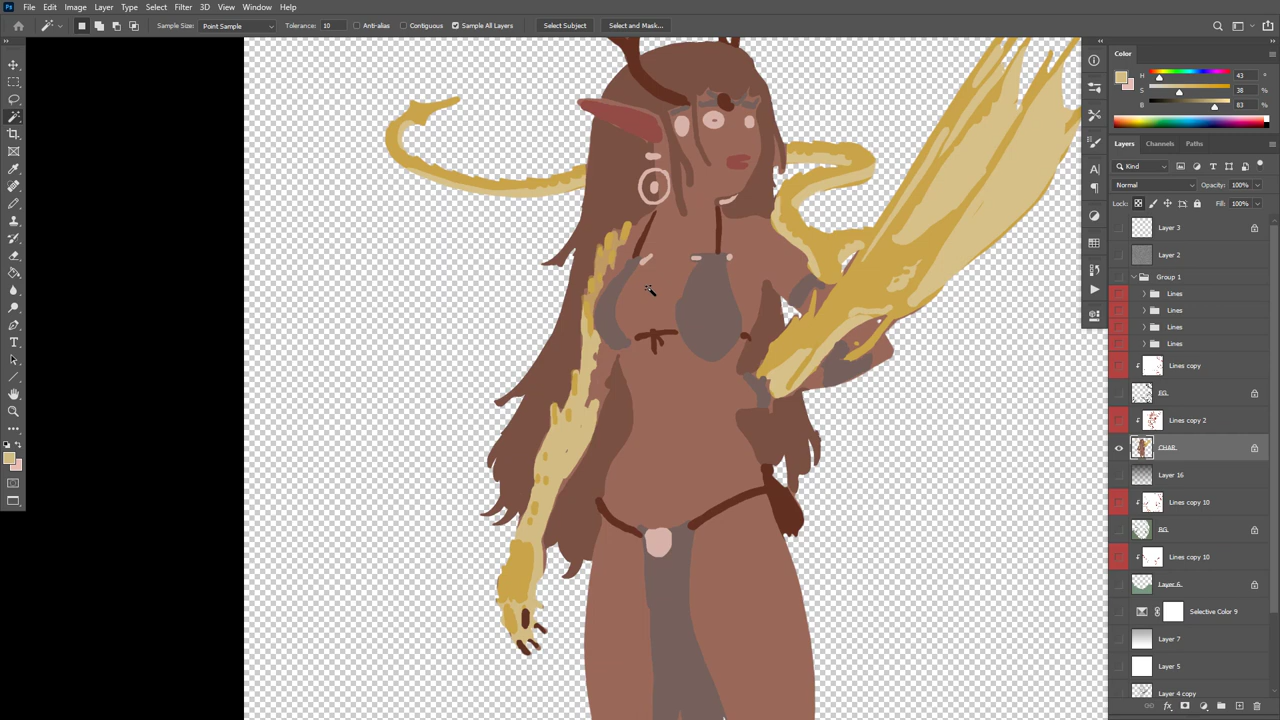 Ps File Edit Image Layer Type Select Filter 3D View Window Help
Sample Size: Point Sample Tolerance: 10 Anti-alias Contiguous Sample All Layers Select Subject Select and Mask...
Color
H 43 °
S 38 %
B 83 %
Layers Channels Paths
Kind
Normal Opacity: 100%
Lock: Fill: 100%
Layer 3
Layer 2
Group 1
Lines
Lines
Lines
Lines
Lines copy
BG
Lines copy 2
CHAR
Layer 16
Lines copy 10
BG
Lines copy 10
Layer 6
Selective Color 9
Layer 7
Layer 5
Layer 4 copy